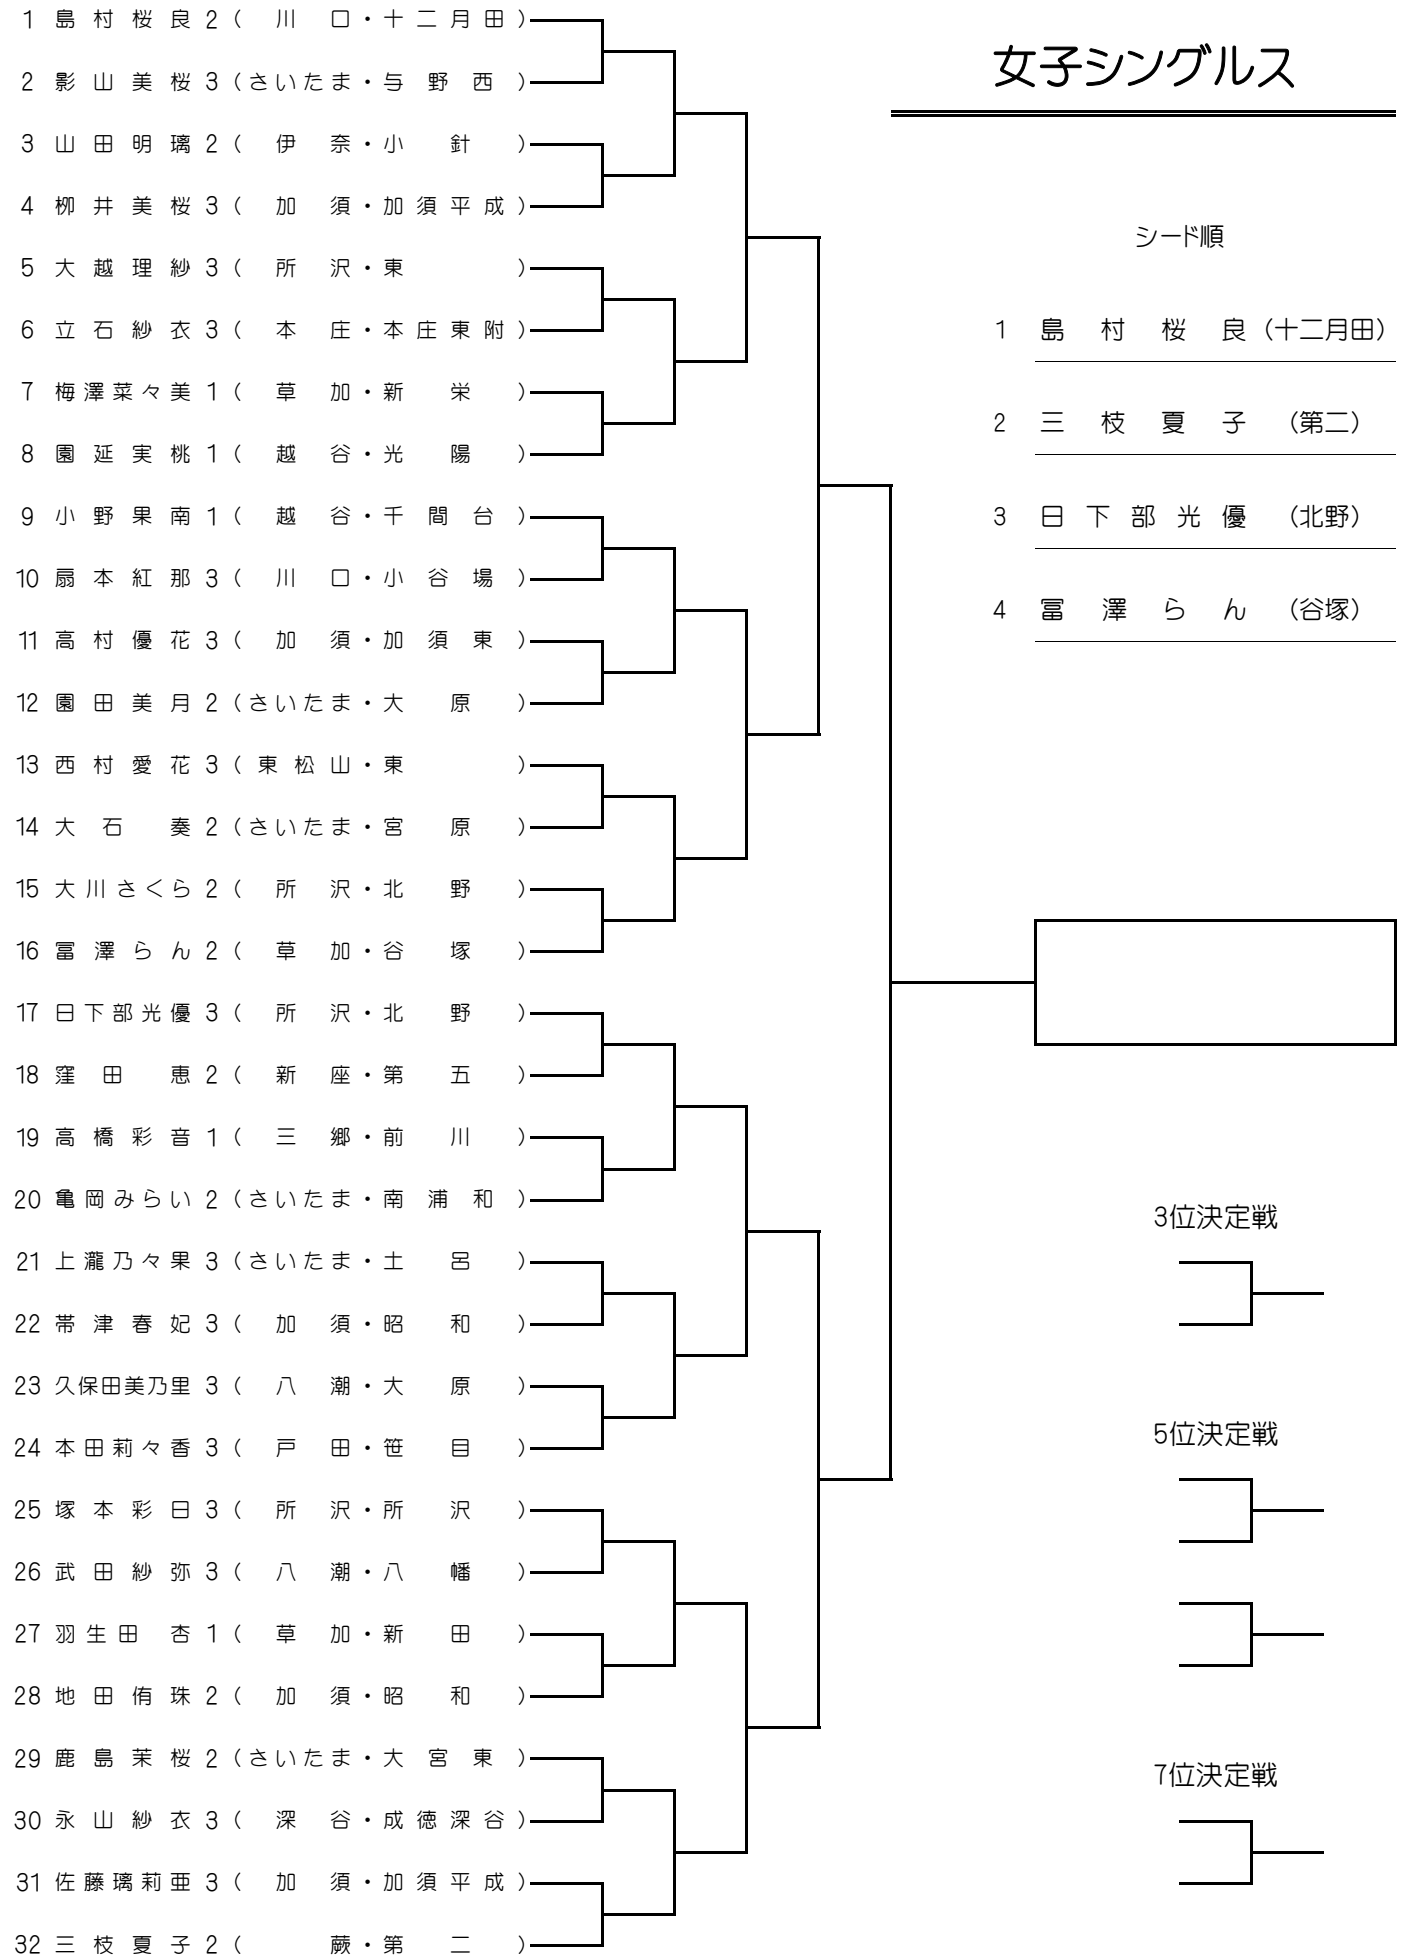 女子シングルス
1 島村桜良 2 (川口・十二月田)
2 影山美桜 3 (さいたま・与野西)
3 山田明璃 2 (伊奈・小針)
4 栁井美桜 3 (加須・加須平成)
5 大越理紗 3 (所沢・東)
6 立石紗衣 3 (本庄・本庄東附)
7 梅澤菜々美 1 (草加・新栄)
8 園延実桃 1 (越谷・光陽)
9 小野果南 1 (越谷・千間台)
10 扇本紅那 3 (川口・小谷場)
11 高村優花 3 (加須・加須東)
12 園田美月 2 (さいたま・大原)
13 西村愛花 3 (東松山・東)
14 大石奏 2 (さいたま・宮原)
15 大川さくら 2 (所沢・北野)
16 冨澤らん 2 (草加・谷塚)
17 日下部光優 3 (所沢・北野)
18 窪田恵 2 (新座・第五)
19 高橋彩音 1 (三郷・前川)
20 亀岡みらい 2 (さいたま・南浦和)
21 上瀧乃々果 3 (さいたま・土呂)
22 帯津春妃 3 (加須・昭和)
23 久保田美乃里 3 (八潮・大原)
24 本田莉々香 3 (戸田・笹目)
25 塚本彩日 3 (所沢・所沢)
26 武田紗弥 3 (八潮・八幡)
27 羽生田杏 1 (草加・新田)
28 地田侑珠 2 (加須・昭和)
29 鹿島茉桜 2 (さいたま・大宮東)
30 永山紗衣 3 (深谷・成徳深谷)
31 佐藤璃莉亜 3 (加須・加須平成)
32 三枝夏子 2 (蕨・第二)
シード順
1 島村桜良 (十二月田)
2 三枝夏子 (第二)
3 日下部光優 (北野)
4 冨澤らん (谷塚)
3位決定戦
5位決定戦
7位決定戦